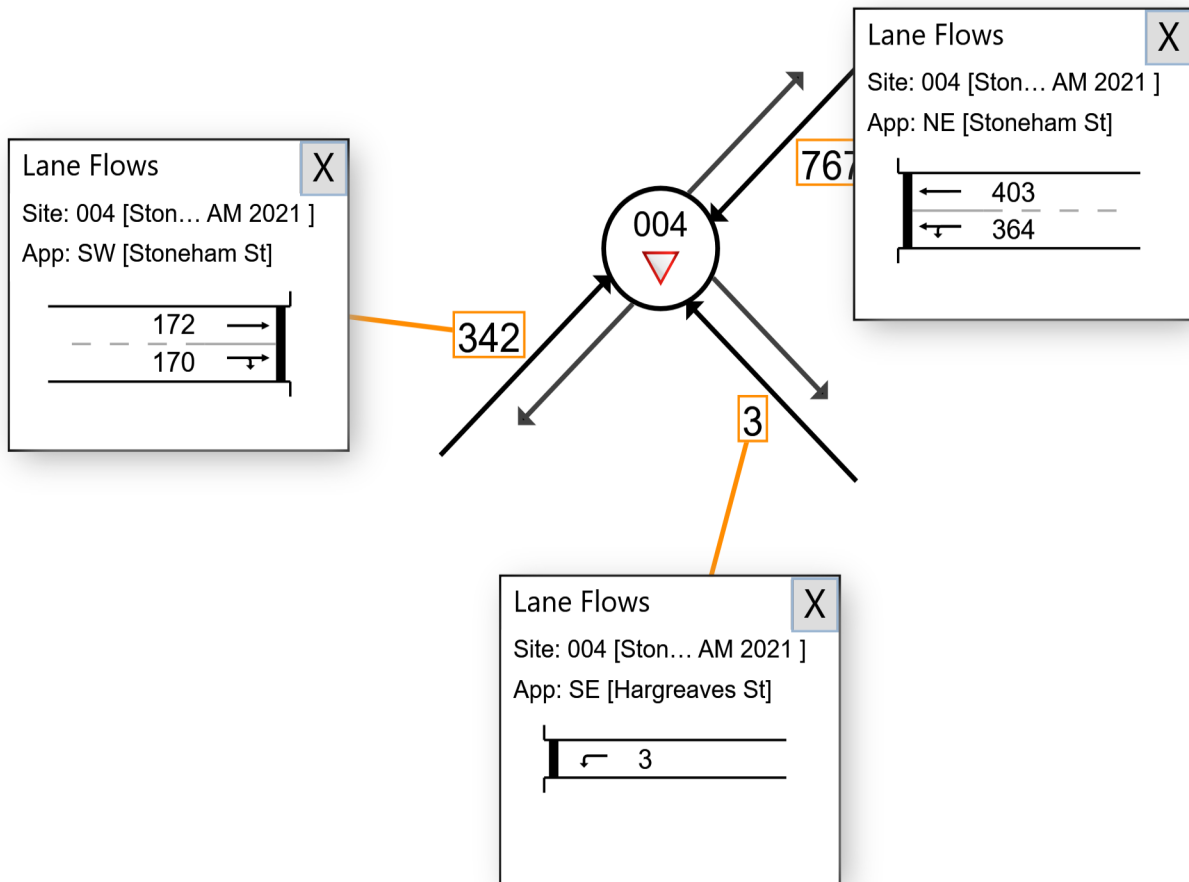 Lane Flows
X
Site: 004 [Ston… AM 2021 ]
App: SW [Stoneham St]
172
170
342
004
767
Lane Flows
X
Site: 004 [Ston… AM 2021 ]
App: NE [Stoneham St]
403
364
3
Lane Flows
X
Site: 004 [Ston… AM 2021 ]
App: SE [Hargreaves St]
3